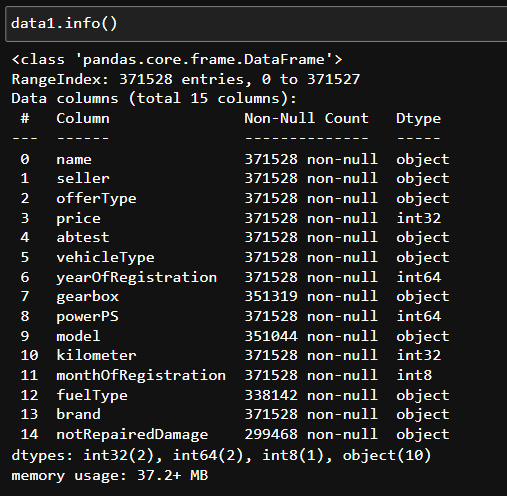 data1.info()
<class 'pandas.core.frame.DataFrame'>
RangeIndex: 371528 entries, 0 to 371527
Data columns (total 15 columns):
 #   Column               Non-Null Count   Dtype
---  ------               --------------   -----
 0   name                 371528 non-null  object
 1   seller               371528 non-null  object
 2   offerType            371528 non-null  object
 3   price                371528 non-null  int32
 4   abtest               371528 non-null  object
 5   vehicleType          371528 non-null  object
 6   yearOfRegistration   371528 non-null  int64
 7   gearbox              351319 non-null  object
 8   powerPS              371528 non-null  int64
 9   model                351044 non-null  object
 10  kilometer            371528 non-null  int32
 11  monthOfRegistration  371528 non-null  int8
 12  fuelType             338142 non-null  object
 13  brand                371528 non-null  object
 14  notRepairedDamage    299468 non-null  object
dtypes: int32(2), int64(2), int8(1), object(10)
memory usage: 37.2+ MB